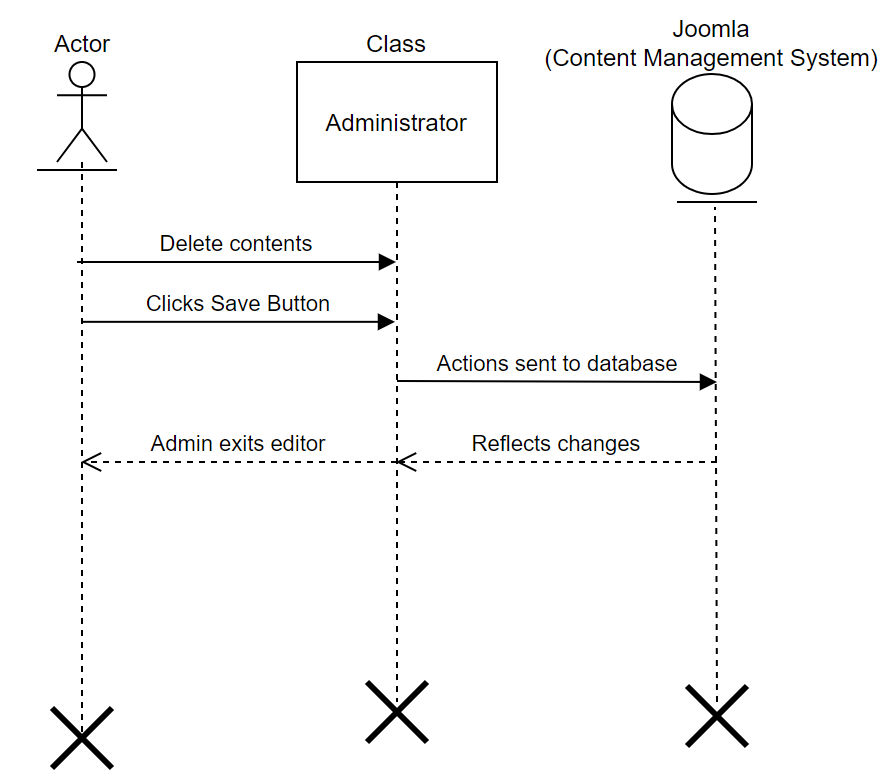 Actor
Class
Joomla
(Content Management System)
Administrator
Delete contents
Clicks Save Button
Actions sent to database
Admin exits editor
Reflects changes